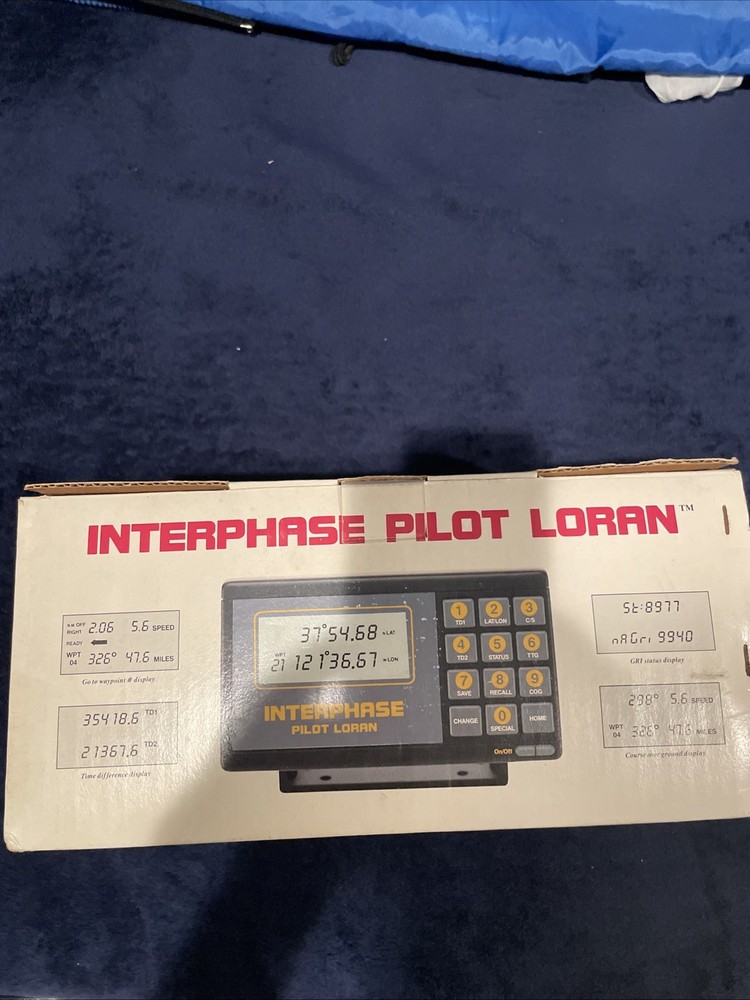 INTERPHASE PILOT LORAN™
N M OFF RIGHT 2.06 5.6 SPEED
READY
WPT 04 326° 47.6 MILES
Go to waypoint # display
35418.6 TD1
21367.6 TD2
Time difference display
37°54.68 N LAT
WPT 21 121°36.67 W LON
INTERPHASE
PILOT LORAN
1 2 3
TD1 LAT/LON C/S
4 5 6
TD2 STATUS TTG
7 8 9
SAVE RECALL COG
CHANGE 0 SPECIAL HOME
On/Off
St:8977
nAGri 9940
GRI status display
298° 5.6 SPEED
WPT 04 326° 47.6 MILES
Course over ground display